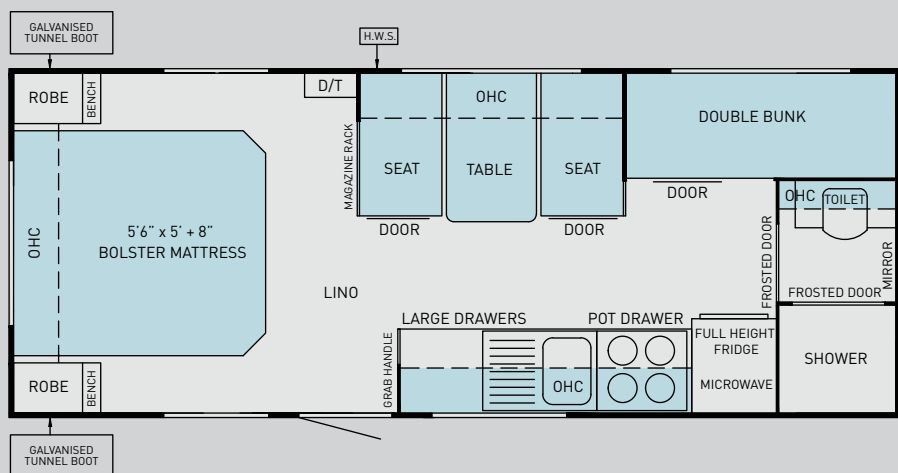 GALVANISED
TUNNEL BOOT
H.W.S.
ROBE
BENCH
D/T
OHC
DOUBLE BUNK
MAGAZINE RACK
SEAT
TABLE
SEAT
DOOR
OHC
TOILET
DOOR
DOOR
OHC
5'6" x 5' + 8"
BOLSTER MATTRESS
FROSTED DOOR
MIRROR
LINO
FROSTED DOOR
LARGE DRAWERS
POT DRAWER
FULL HEIGHT
FRIDGE
SHOWER
GRAB HANDLE
ROBE
BENCH
OHC
MICROWAVE
GALVANISED
TUNNEL BOOT